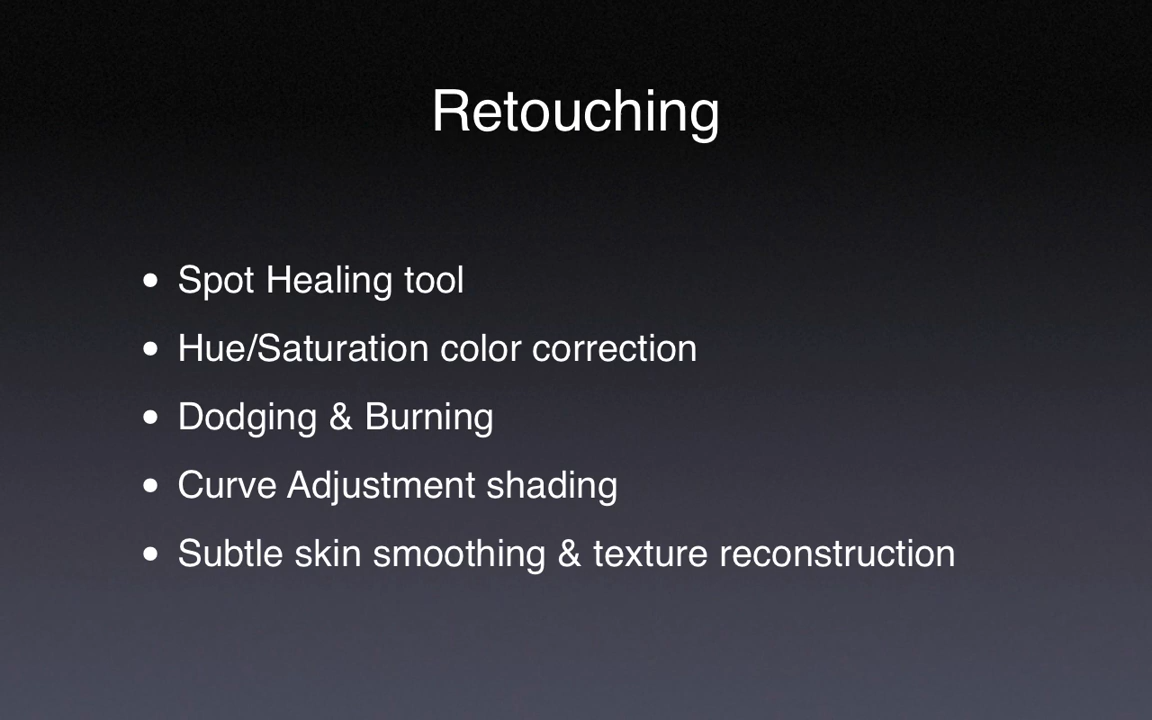 Retouching
• Spot Healing tool
• Hue/Saturation color correction
• Dodging & Burning
• Curve Adjustment shading
• Subtle skin smoothing & texture reconstruction